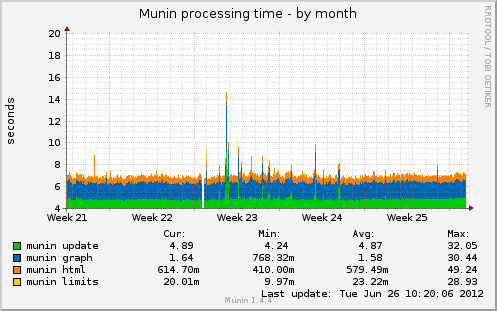 Munin processing time - by month
RRDTOOL / TOBI OETIKER
seconds
20
18
16
14
12
10
8
6
4
Week 21 Week 22 Week 23 Week 24 Week 25
Cur: Min: Avg: Max:
munin update 4.89 4.24 4.87 32.05
munin graph 1.64 768.32m 1.58 30.44
munin html 614.70m 410.00m 579.49m 49.24
munin limits 20.01m 9.97m 23.22m 28.93
Last update: Tue Jun 26 10:20:06 2012
Munin 1.4.4